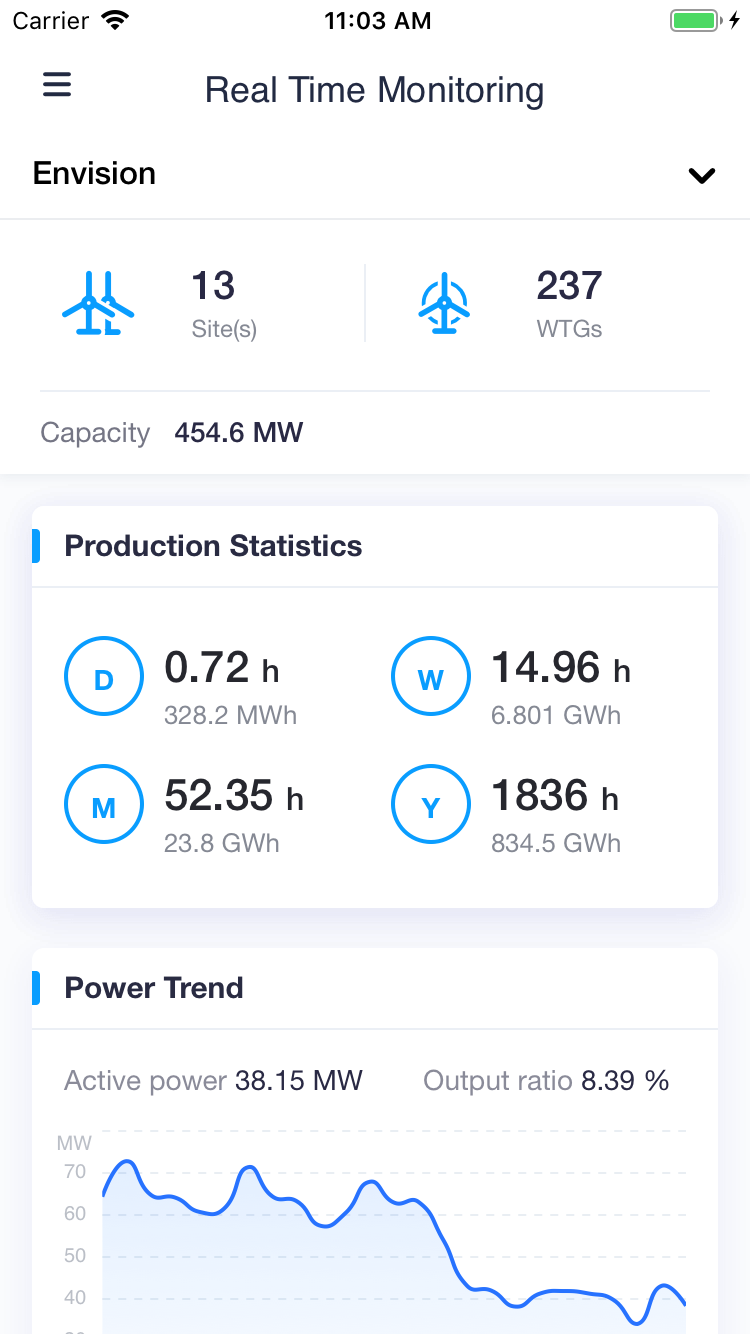 Carrier 11:03 AM
Real Time Monitoring
Envision
13 237
Site(s) WTGs
Capacity 454.6 MW
Production Statistics
D 0.72 h W 14.96 h
328.2 MWh 6.801 GWh
M 52.35 h Y 1836 h
23.8 GWh 834.5 GWh
Power Trend
Active power 38.15 MW Output ratio 8.39 %
MW
70
60
50
40